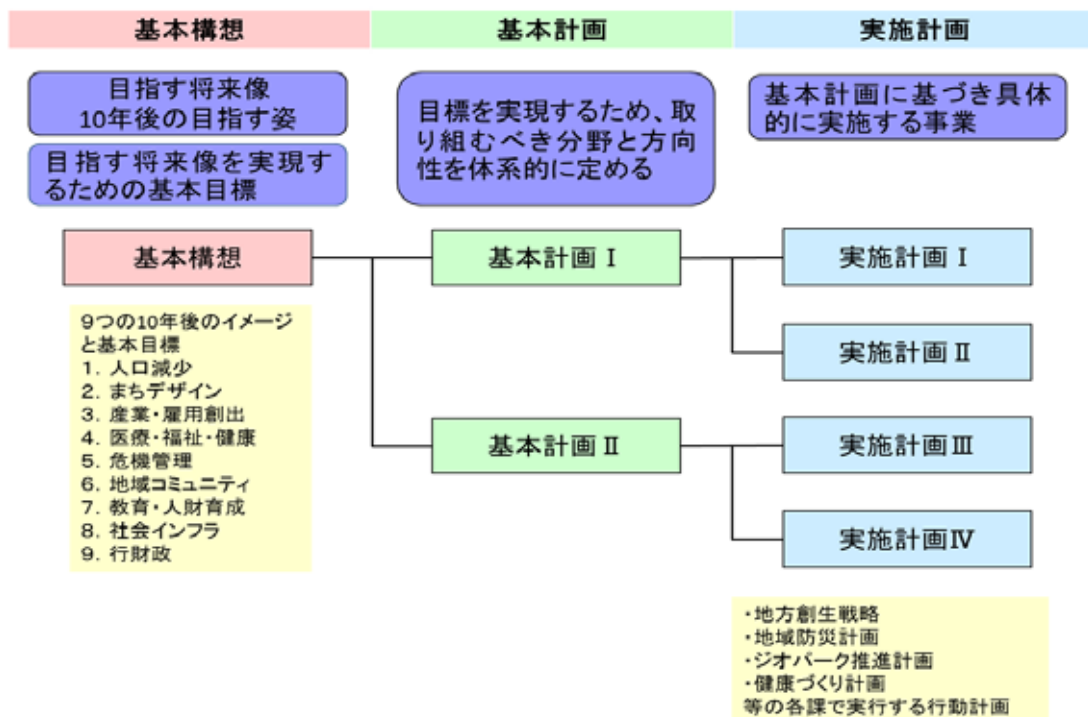 基本構想
基本計画
実施計画
目指す将来像
10年後の目指す姿
目指す将来像を実現す
るための基本目標
目標を実現するため、取
り組むべき分野と方向
性を体系的に定める
基本計画に基づき具体
的に実施する事業
基本構想
基本計画Ⅰ
実施計画Ⅰ
実施計画Ⅱ
基本計画Ⅱ
実施計画Ⅲ
実施計画Ⅳ
9つの10年後のイメージ
と基本目標
1. 人口減少
2. まちデザイン
3. 産業・雇用創出
4. 医療・福祉・健康
5. 危機管理
6. 地域コミュニティ
7. 教育・人財育成
8. 社会インフラ
9. 行財政
・地方創生戦略
・地域防災計画
・ジオパーク推進計画
・健康づくり計画
等の各課で実行する行動計画